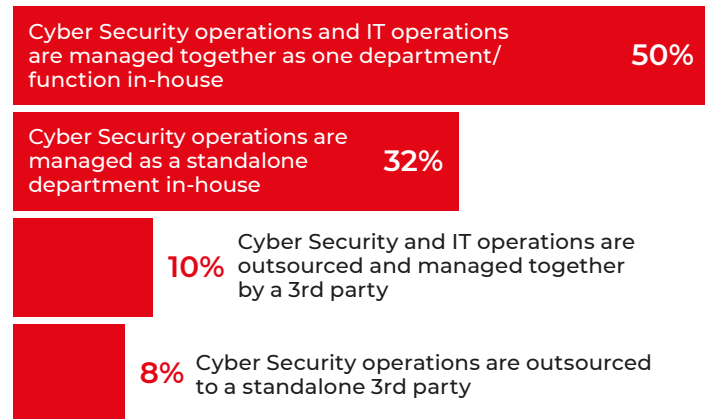 Cyber Security operations and IT operations
are managed together as one department/
function in-house
50%
Cyber Security operations are
managed as a standalone
department in-house
32%
10%
Cyber Security and IT operations are
outsourced and managed together
by a 3rd party
8%
Cyber Security operations are outsourced
to a standalone 3rd party